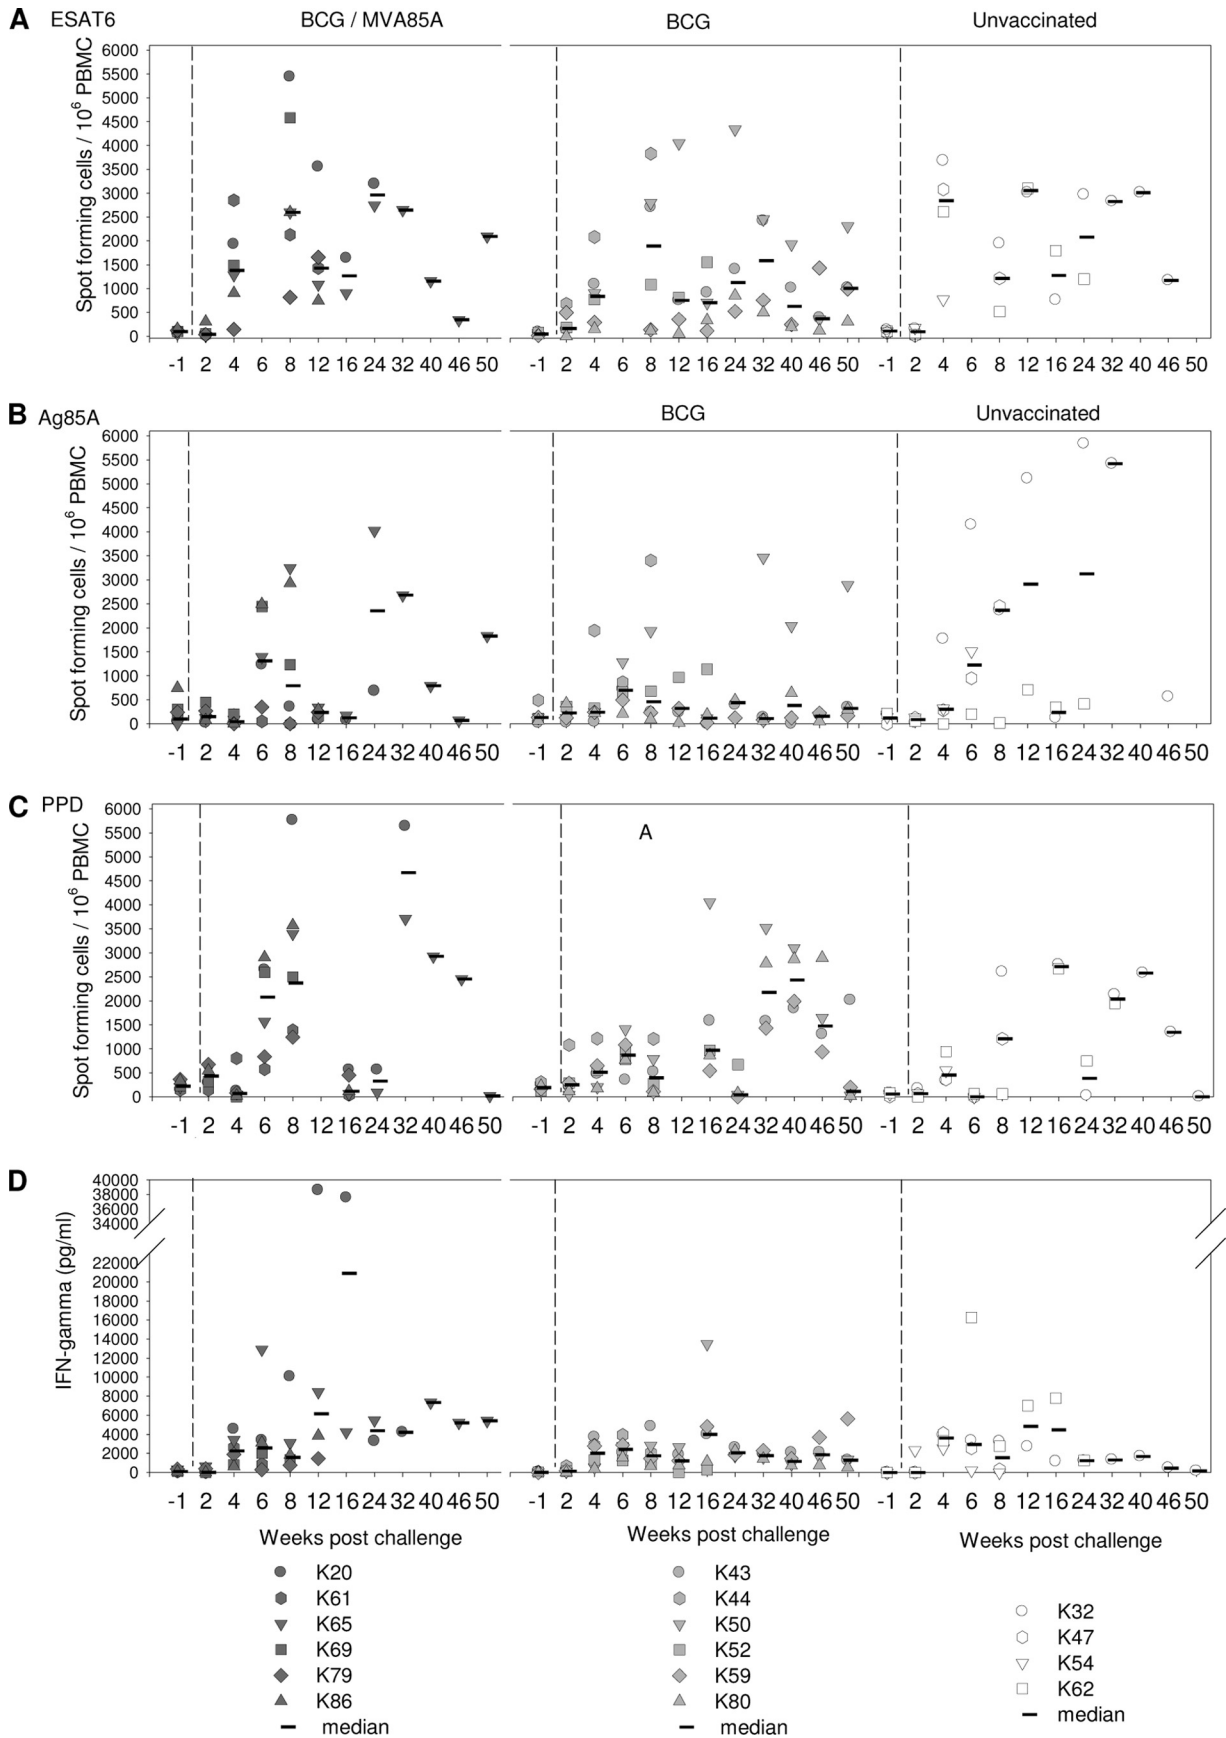 A ESAT6 BCG / MVA85A BCG Unvaccinated
Spot forming cells / 10⁶ PBMC
6000
5500
5000
4500
4000
3500
3000
2500
2000
1500
1000
500
0
-1 2 4 6 8 12 16 24 32 40 46 50 -1 2 4 6 8 12 16 24 32 40 46 50 -1 2 4 6 8 12 16 24 32 40 46 50
B Ag85A BCG Unvaccinated
Spot forming cells / 10⁶ PBMC
6000
5500
5000
4500
4000
3500
3000
2500
2000
1500
1000
500
0
-1 2 4 6 8 12 16 24 32 40 46 50 -1 2 4 6 8 12 16 24 32 40 46 50 -1 2 4 6 8 12 16 24 32 40 46 50
C PPD
A
Spot forming cells / 10⁶ PBMC
6000
5500
5000
4500
4000
3500
3000
2500
2000
1500
1000
500
0
-1 2 4 6 8 12 16 24 32 40 46 50 -1 2 4 6 8 12 16 24 32 40 46 50 -1 2 4 6 8 12 16 24 32 40 46 50
D
IFN-gamma (pg/ml)
40000
38000
36000
34000
22000
20000
18000
16000
14000
12000
10000
8000
6000
4000
2000
0
-1 2 4 6 8 12 16 24 32 40 46 50 -1 2 4 6 8 12 16 24 32 40 46 50 -1 2 4 6 8 12 16 24 32 40 46 50
Weeks post challenge Weeks post challenge Weeks post challenge
K20
K61
K65
K69
K79
K86
median
K43
K44
K50
K52
K59
K80
median
K32
K47
K54
K62
median